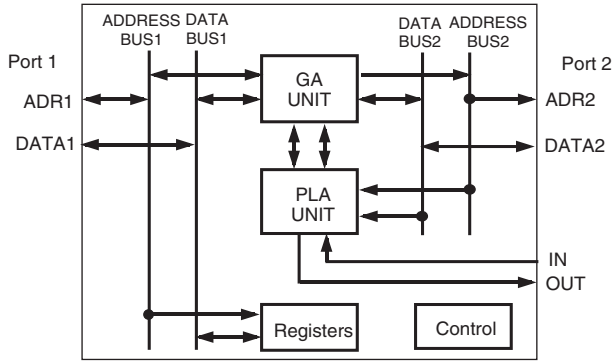 ADDRESS BUS1
DATA BUS1
DATA BUS2
ADDRESS BUS2
Port 1
Port 2
GA UNIT
ADR1
ADR2
DATA1
DATA2
PLA UNIT
IN
OUT
Registers
Control